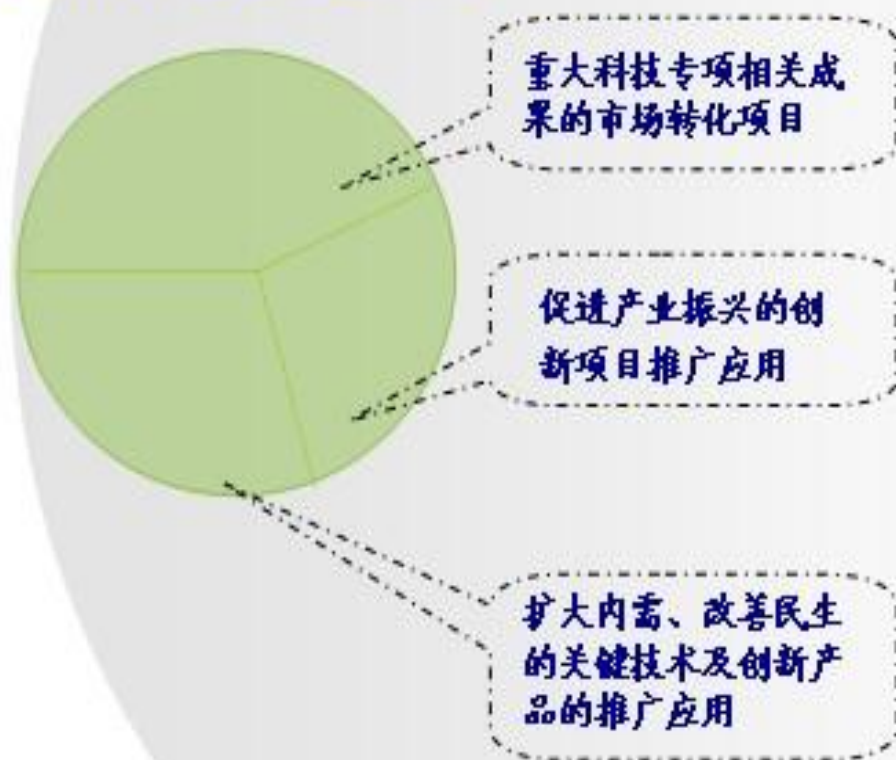 重大科技专项相关成
果的市场转化项目
促进产业振兴的创
新项目推广应用
扩大内需、改善民生
的关键技术及创新产
品的推广应用